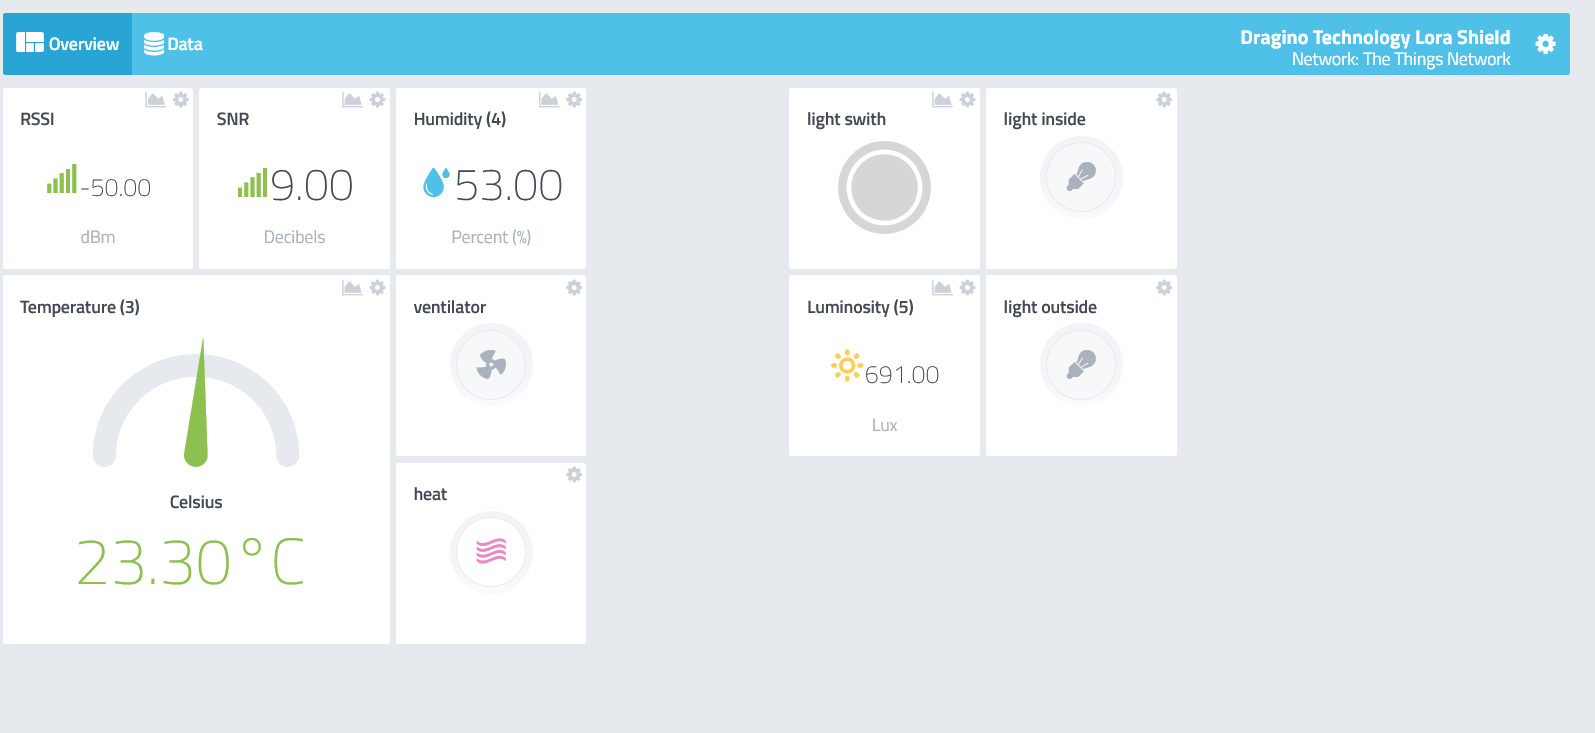 Overview
Data
Dragino Technology Lora Shield
Network: The Things Network
RSSI
-50.00
dBm
SNR
9.00
Decibels
Humidity (4)
53.00
Percent (%)
light swith
light inside
Temperature (3)
Celsius
23.30°C
ventilator
heat
Luminosity (5)
691.00
Lux
light outside